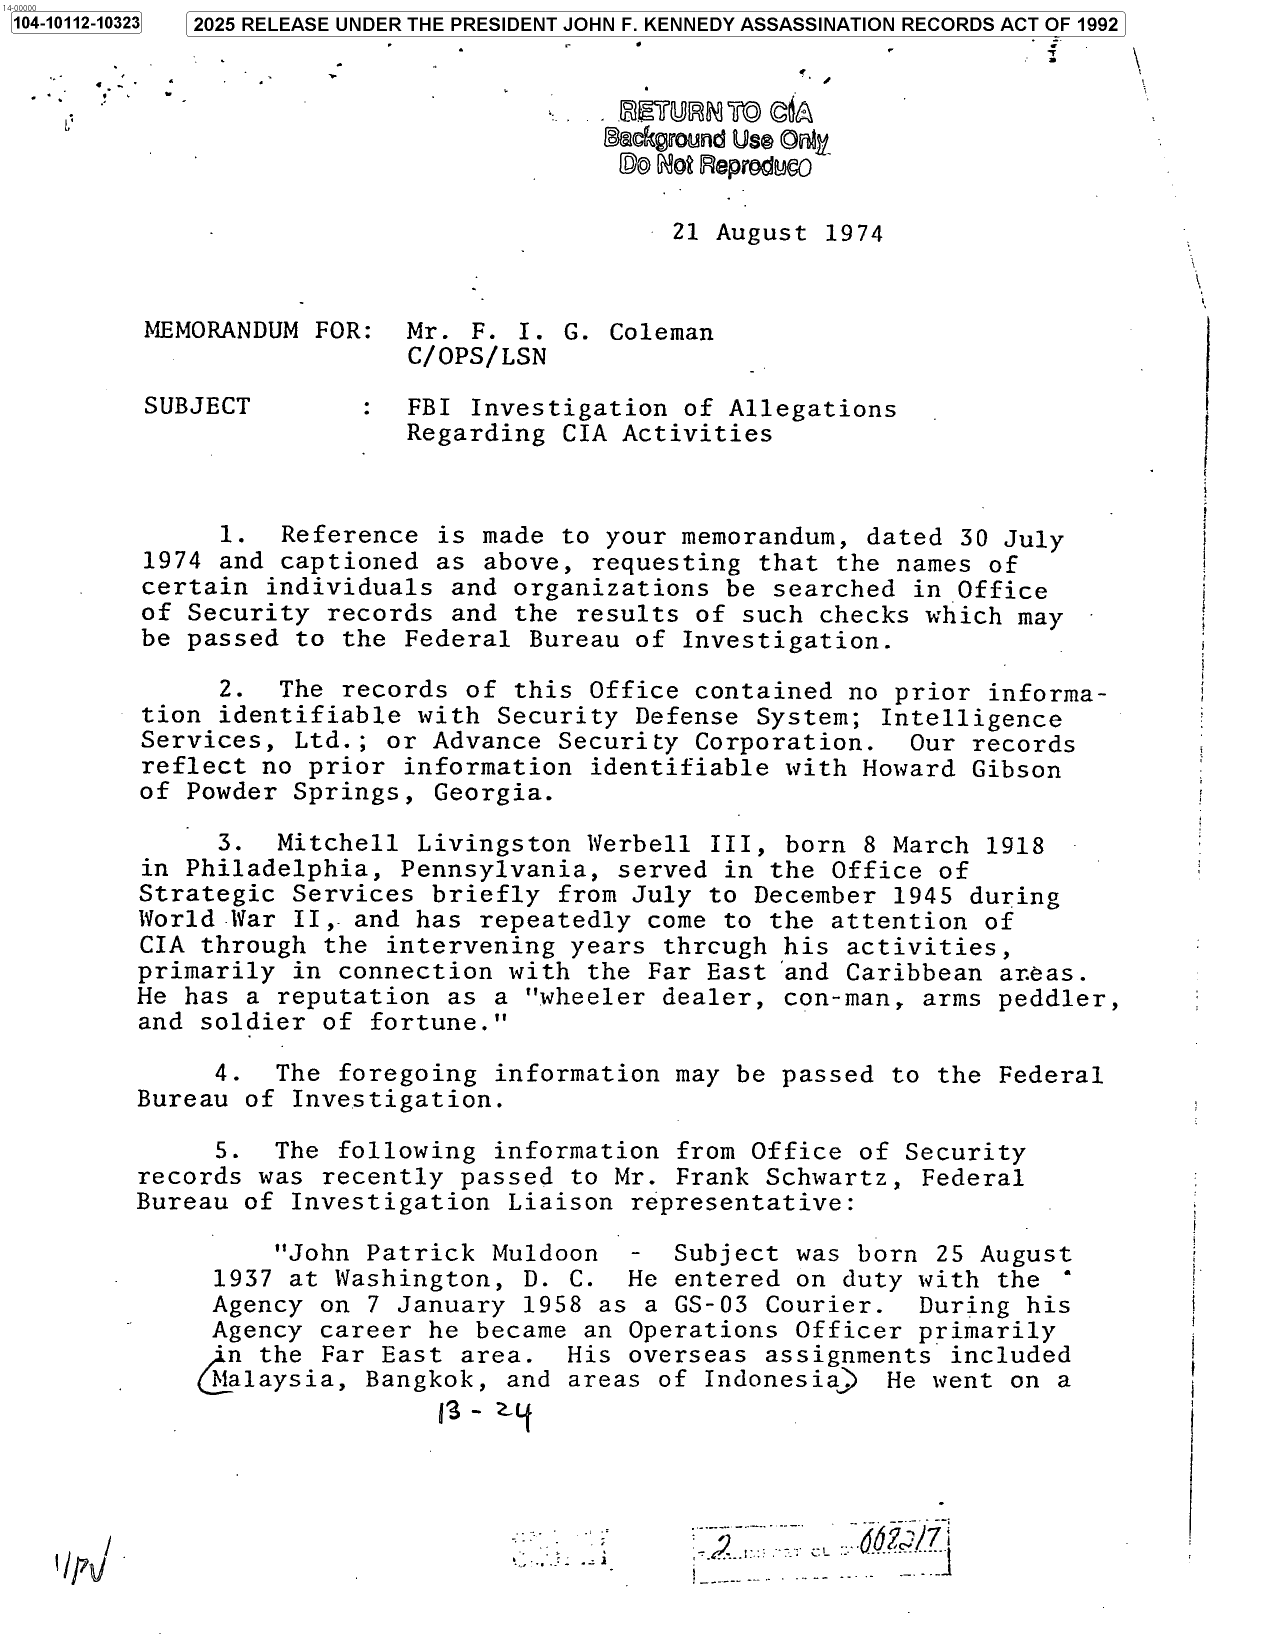 14-00000
104-10112-10323
2025 RELEASE UNDER THE PRESIDENT JOHN F. KENNEDY ASSASSINATION RECORDS ACT OF 1992
RETURN TO CIA
Background Use Only
Do Not Reproduce
21 August 1974
MEMORANDUM FOR: Mr. F. I. G. Coleman
C/OPS/LSN
SUBJECT : FBI Investigation of Allegations
Regarding CIA Activities
1. Reference is made to your memorandum, dated 30 July
1974 and captioned as above, requesting that the names of
certain individuals and organizations be searched in Office
of Security records and the results of such checks which may
be passed to the Federal Bureau of Investigation.
2. The records of this Office contained no prior informa-
tion identifiable with Security Defense System; Intelligence
Services, Ltd.; or Advance Security Corporation. Our records
reflect no prior information identifiable with Howard Gibson
of Powder Springs, Georgia.
3. Mitchell Livingston Werbell III, born 8 March 1918
in Philadelphia, Pennsylvania, served in the Office of
Strategic Services briefly from July to December 1945 during
World War II, and has repeatedly come to the attention of
CIA through the intervening years thrcugh his activities,
primarily in connection with the Far East and Caribbean areas.
He has a reputation as a "wheeler dealer, con-man, arms peddler,
and soldier of fortune."
4. The foregoing information may be passed to the Federal
Bureau of Investigation.
5. The following information from Office of Security
records was recently passed to Mr. Frank Schwartz, Federal
Bureau of Investigation Liaison representative:
"John Patrick Muldoon - Subject was born 25 August
1937 at Washington, D. C. He entered on duty with the
Agency on 7 January 1958 as a GS-03 Courier. During his
Agency career he became an Operations Officer primarily
in the Far East area. His overseas assignments included
(Malaysia, Bangkok, and areas of Indonesia.) He went on a
13 - 24
2
CL